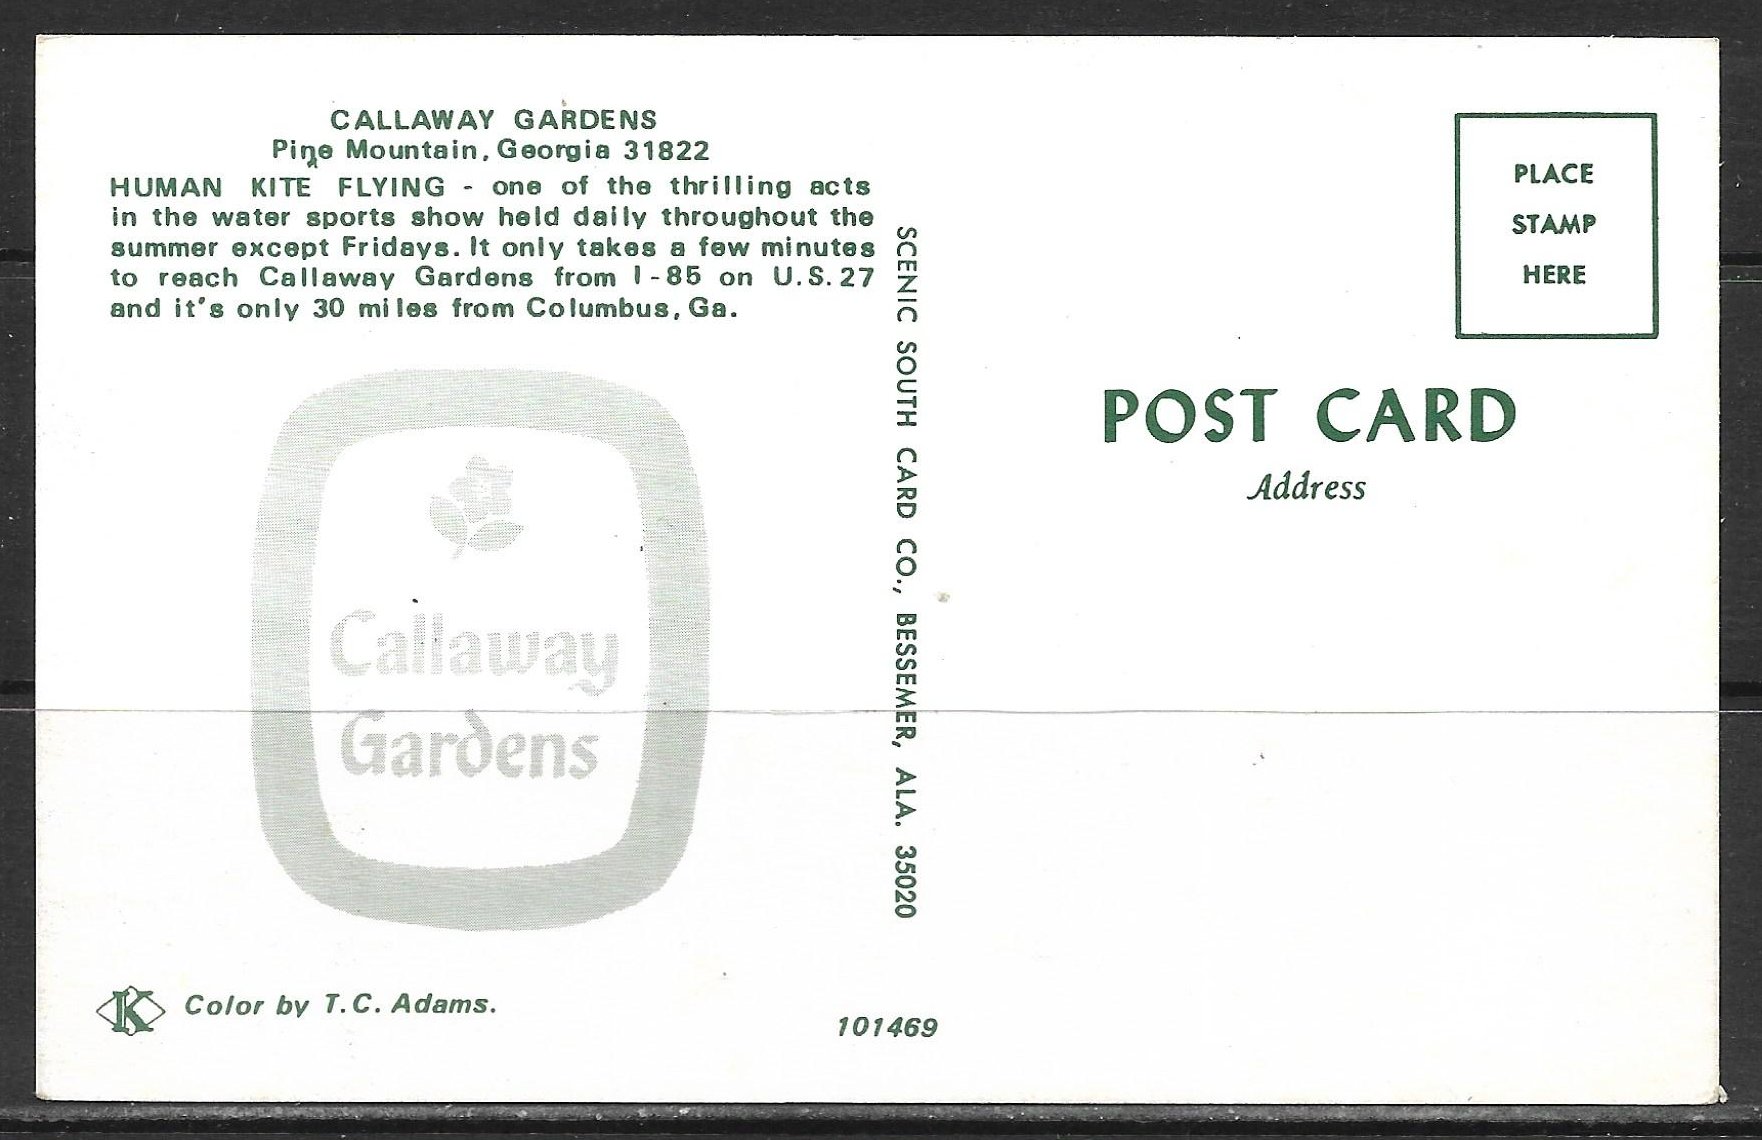 CALLAWAY GARDENS
Pine Mountain, Georgia 31822
HUMAN KITE FLYING - one of the thrilling acts
in the water sports show held daily throughout the
summer except Fridays. It only takes a few minutes
to reach Callaway Gardens from I-85 on U.S. 27
and it's only 30 miles from Columbus, Ga.
Callaway
Gardens
K
Color by T.C. Adams.
101469
SCENIC SOUTH CARD CO., BESSEMER, ALA. 35020
PLACE
STAMP
HERE
POST CARD
Address